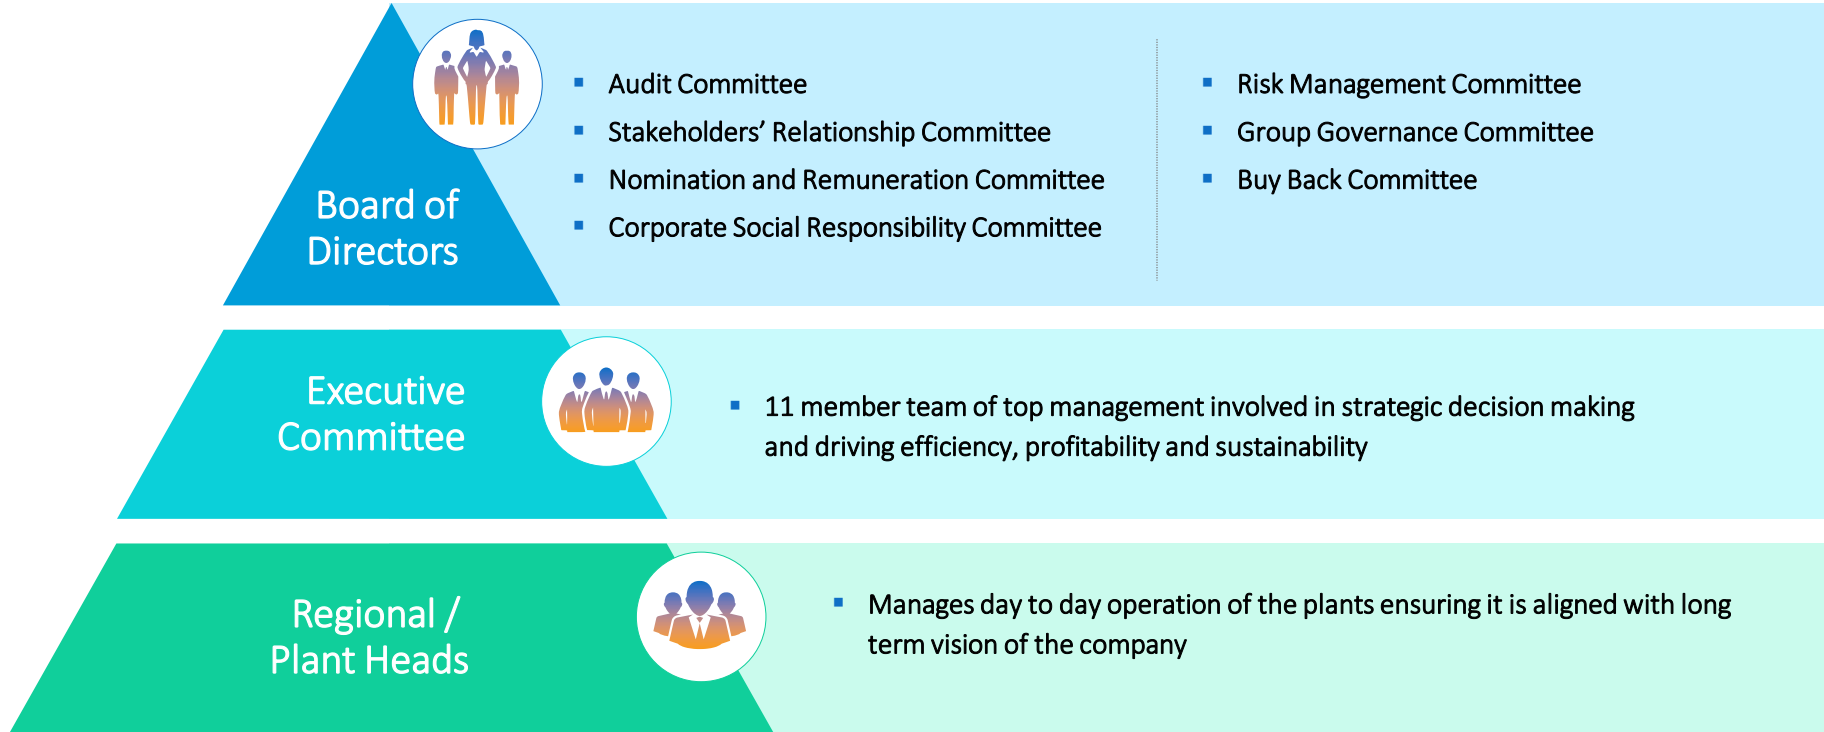 Board of
Directors
Audit Committee
Stakeholders’ Relationship Committee
Nomination and Remuneration Committee
Corporate Social Responsibility Committee
Risk Management Committee
Group Governance Committee
Buy Back Committee
Executive
Committee
11 member team of top management involved in strategic decision making
and driving efficiency, profitability and sustainability
Regional /
Plant Heads
Manages day to day operation of the plants ensuring it is aligned with long
term vision of the company